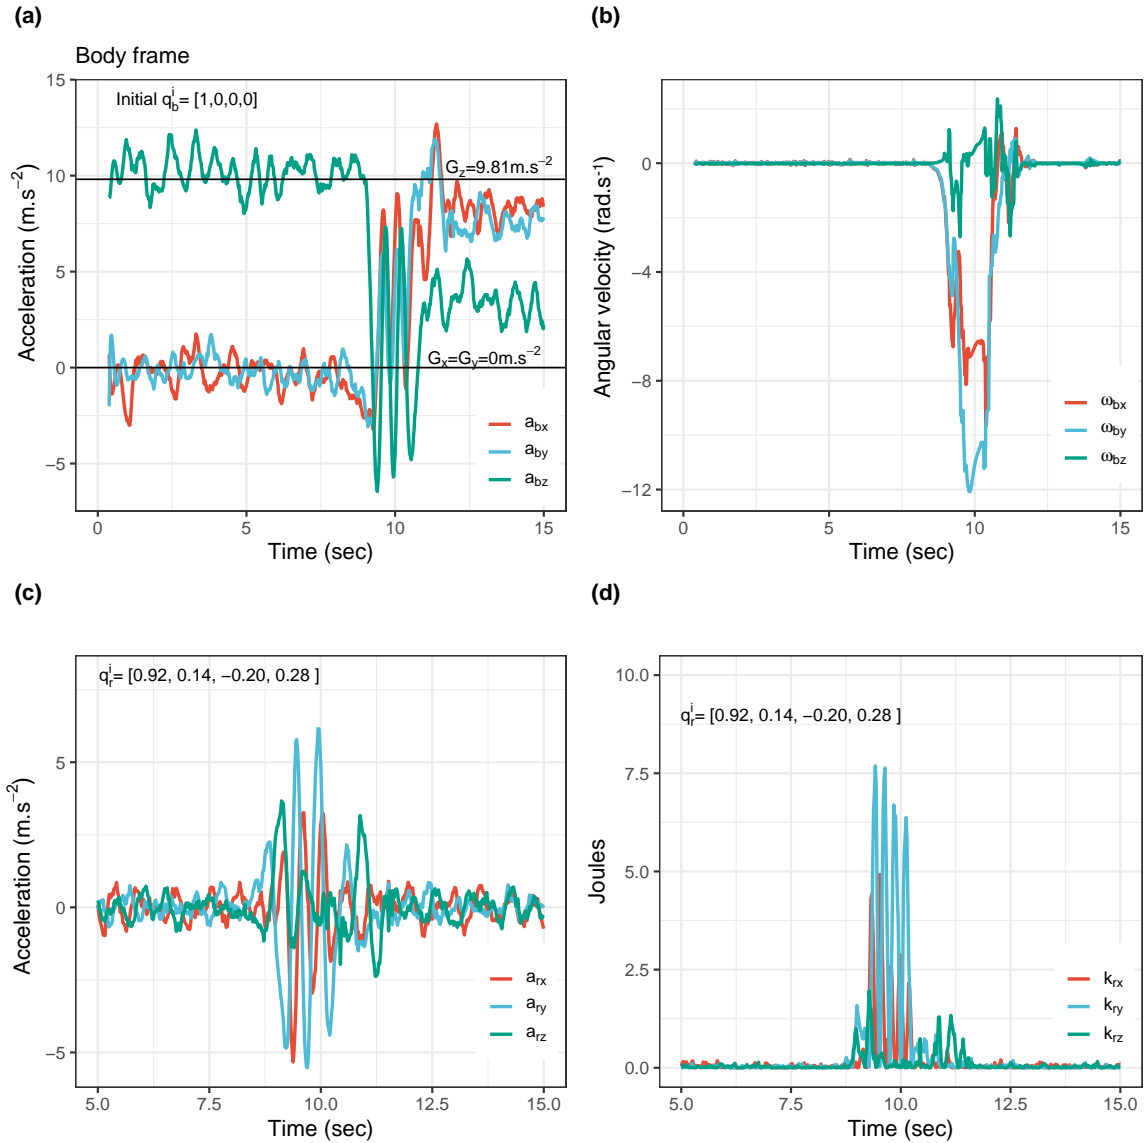 (a)
Body frame
Initial q_b^i= [1,0,0,0]
G_z=9.81m.s⁻²
G_x=G_y=0m.s⁻²
15
10
5
0
−5
Acceleration (m.s⁻²)
a_bx
a_by
a_bz
0
5
10
15
Time (sec)
(b)
0
−4
−8
−12
Angular velocity (rad.s⁻¹)
ω_bx
ω_by
ω_bz
0
5
10
15
Time (sec)
(c)
q_r^i= [0.92, 0.14, −0.20, 0.28 ]
5
0
−5
Acceleration (m.s⁻²)
a_rx
a_ry
a_rz
5.0
7.5
10.0
12.5
15.0
Time (sec)
(d)
q_r^i= [0.92, 0.14, −0.20, 0.28 ]
10.0
7.5
5.0
2.5
0.0
Joules
k_rx
k_ry
k_rz
5.0
7.5
10.0
12.5
15.0
Time (sec)